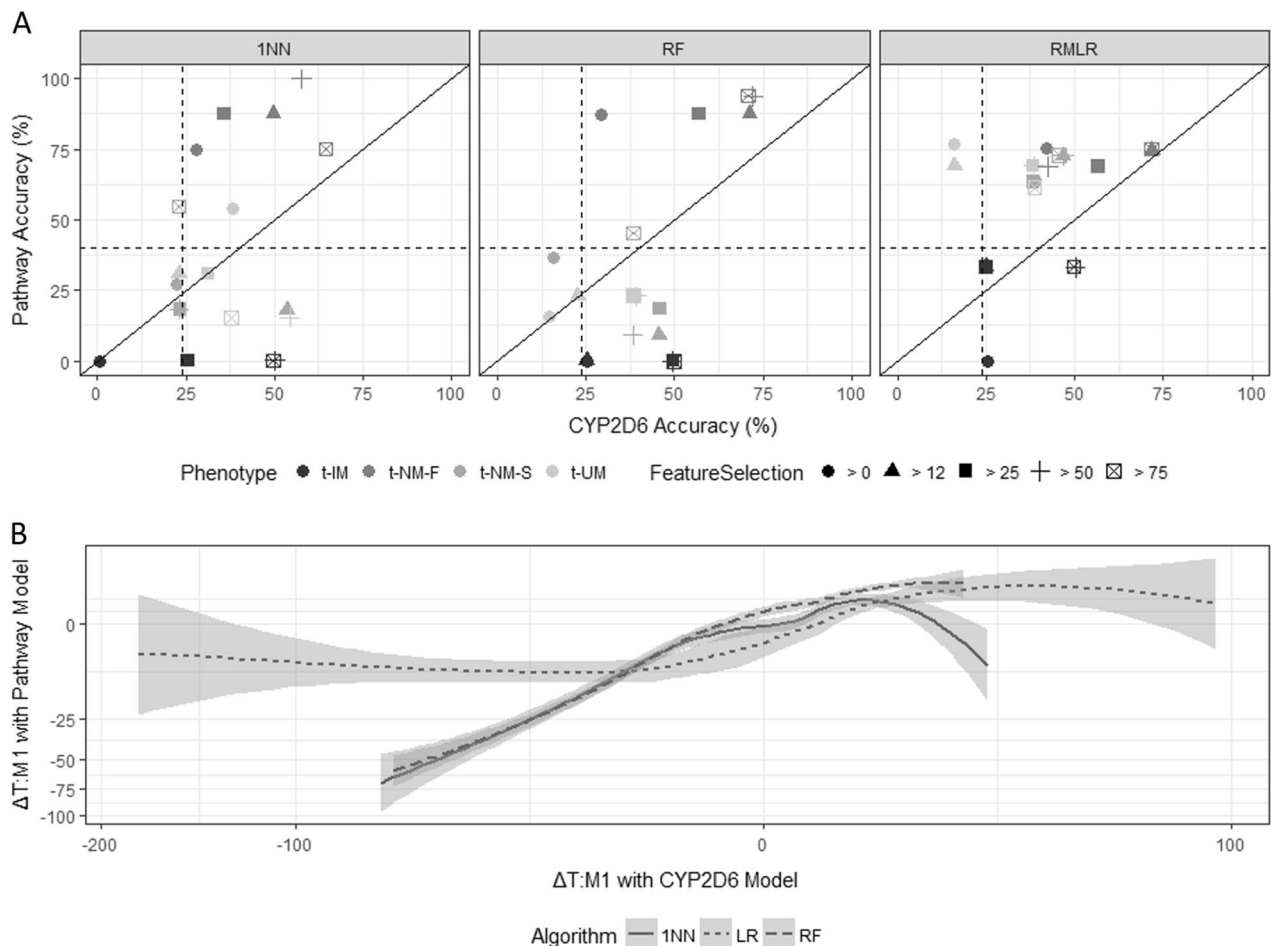 A
1NN RF RMLR
100
75
50
25
0
Pathway Accuracy (%)
0 25 50 75 100 0 25 50 75 100 0 25 50 75 100
CYP2D6 Accuracy (%)
Phenotype t-IM t-NM-F t-NM-S t-UM FeatureSelection > 0 > 12 > 25 > 50 > 75
B
0
-25
-50
-75
-100
ΔT:M1 with Pathway Model
-200 -100 0 100
ΔT:M1 with CYP2D6 Model
Algorithm 1NN LR RF